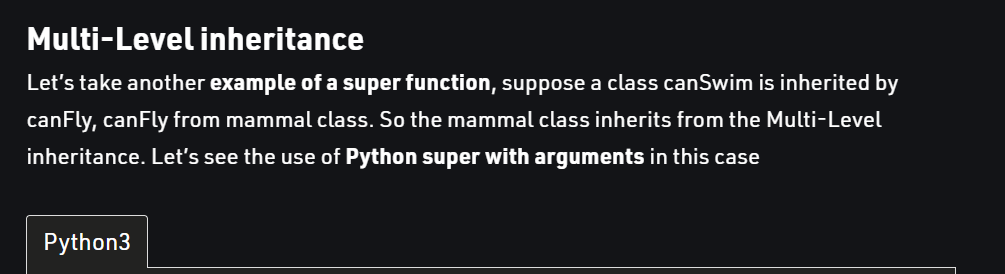 Multi-Level inheritance
Let's take another example of a super function, suppose a class canSwim is inherited by
canFly, canFly from mammal class. So the mammal class inherits from the Multi-Level
inheritance. Let's see the use of Python super with arguments in this case
Python3